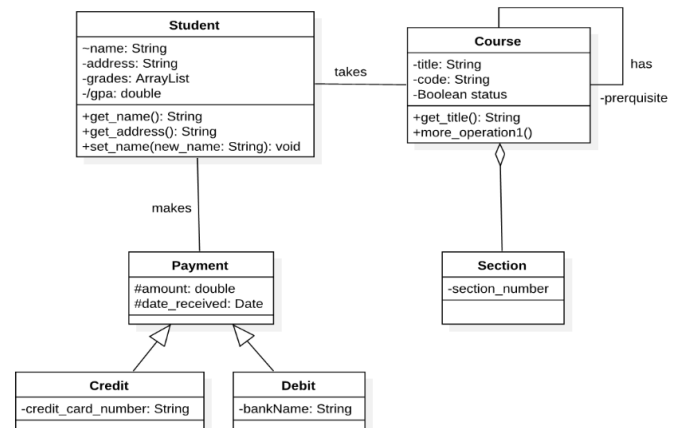 Student
~name: String
-address: String
-grades: ArrayList
-/gpa: double
+get_name(): String
+get_address(): String
+set_name(new_name: String): void
takes
Course
-title: String
-code: String
-Boolean status
+get_title(): String
+more_operation1()
has
-prerquisite
makes
Payment
#amount: double
#date_received: Date
Section
-section_number
Credit
-credit_card_number: String
Debit
-bankName: String